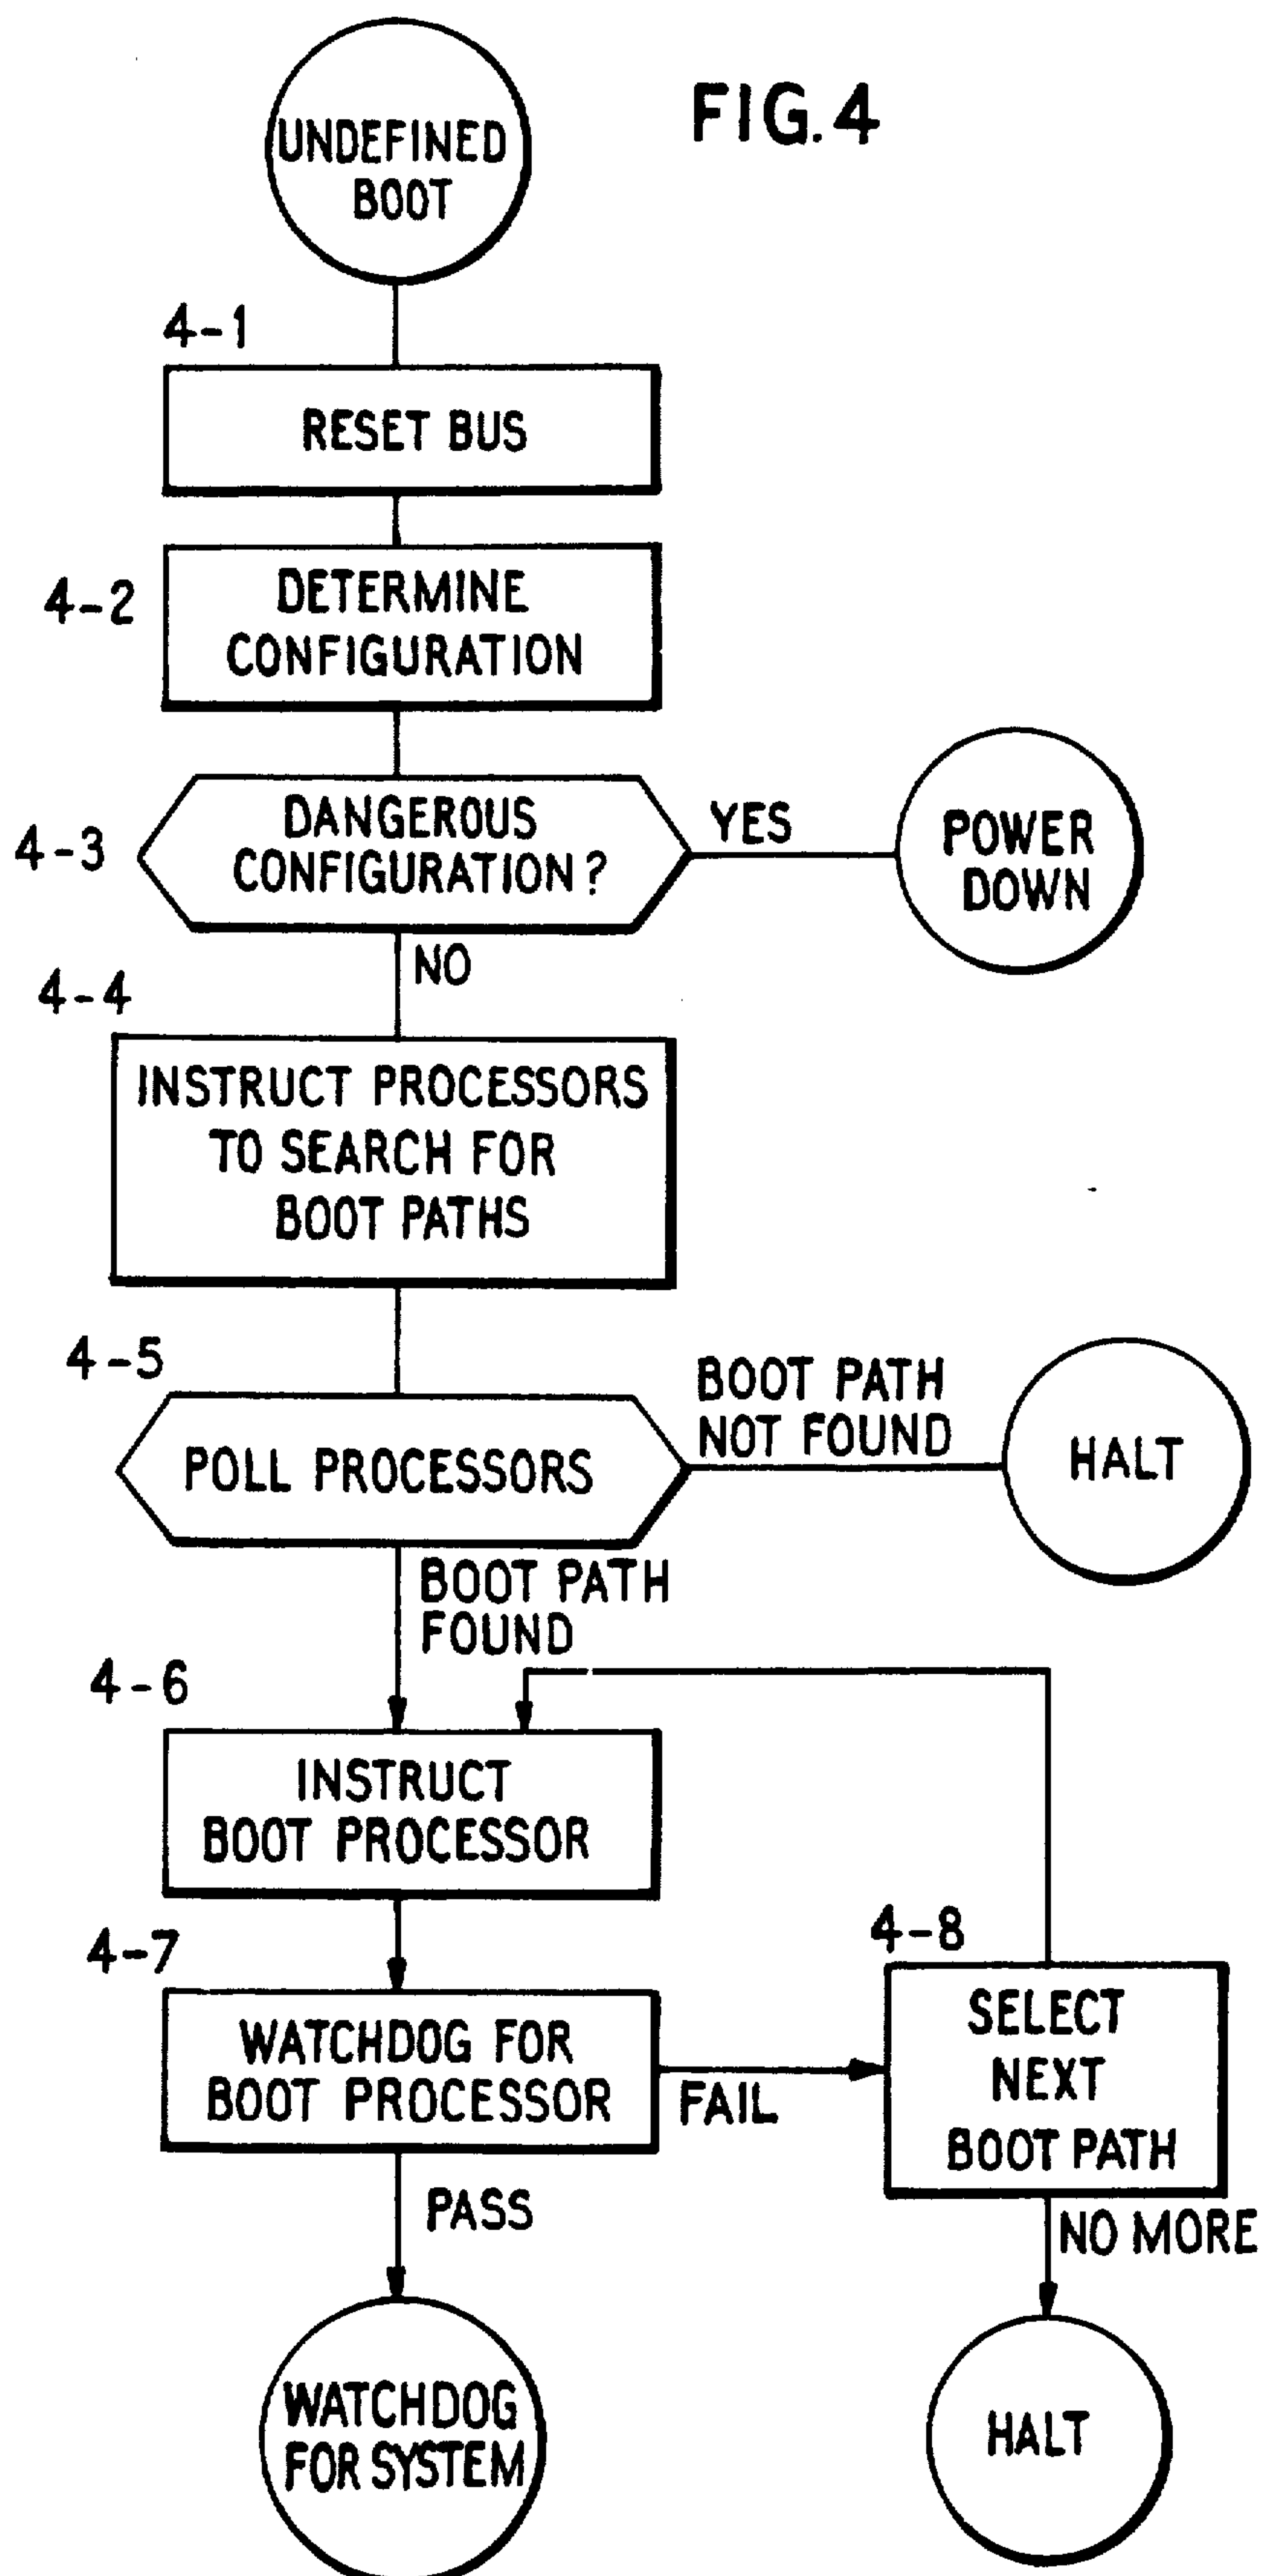 FIG. 4
UNDEFINED
BOOT
4-1
RESET BUS
4-2
DETERMINE
CONFIGURATION
4-3
DANGEROUS
CONFIGURATION?
YES
POWER
DOWN
NO
4-4
INSTRUCT PROCESSORS
TO SEARCH FOR
BOOT PATHS
4-5
POLL PROCESSORS
BOOT PATH
NOT FOUND
HALT
BOOT PATH
FOUND
4-6
INSTRUCT
BOOT PROCESSOR
4-7
WATCHDOG FOR
BOOT PROCESSOR
FAIL
4-8
SELECT
NEXT
BOOT PATH
PASS
NO MORE
WATCHDOG
FOR SYSTEM
HALT